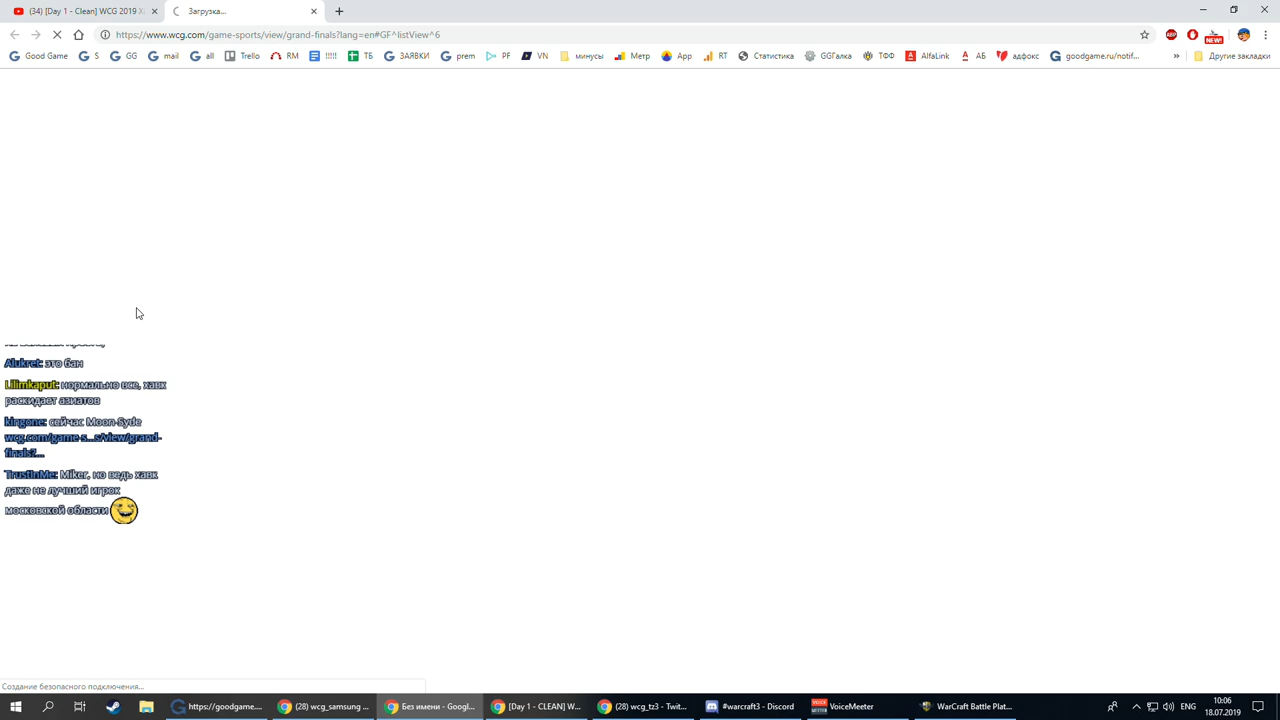 (34) [Day 1 - Clean] WCG 2019 Xi
Загрузка...
https://www.wcg.com/game-sports/view/grand-finals?lang=en#GF^listView^6
ABP
NEW!
Good Game
S
GG
mail
all
Trello
RM
!!!!!
ТБ
ЗАЯВКИ
prem
PF
VN
минусы
Метр
App
RT
Статистика
GGГалка
ТФФ
AlfaLink
АБ
адфокс
goodgame.ru/notif...
»
Другие закладки
Alukret: это бан
Lilimkaput: нормально все, хавк
раскидает азиатов
kingone: сейчас Moon-Syde
wcg.com/game-s...s/view/grand-
finals?...
TrustInMe: Miker, но ведь хавк
даже не лучший игрок
московской области
Создание безопасного подключения...
https://goodgame....
(28) wcg_samsung ...
Без имени - Googl...
[Day 1 - CLEAN] W...
(28) wcg_tz3 - Twit...
#warcraft3 - Discord
VoiceMeeter
WarCraft Battle Plat...
ENG
10:06
18.07.2019